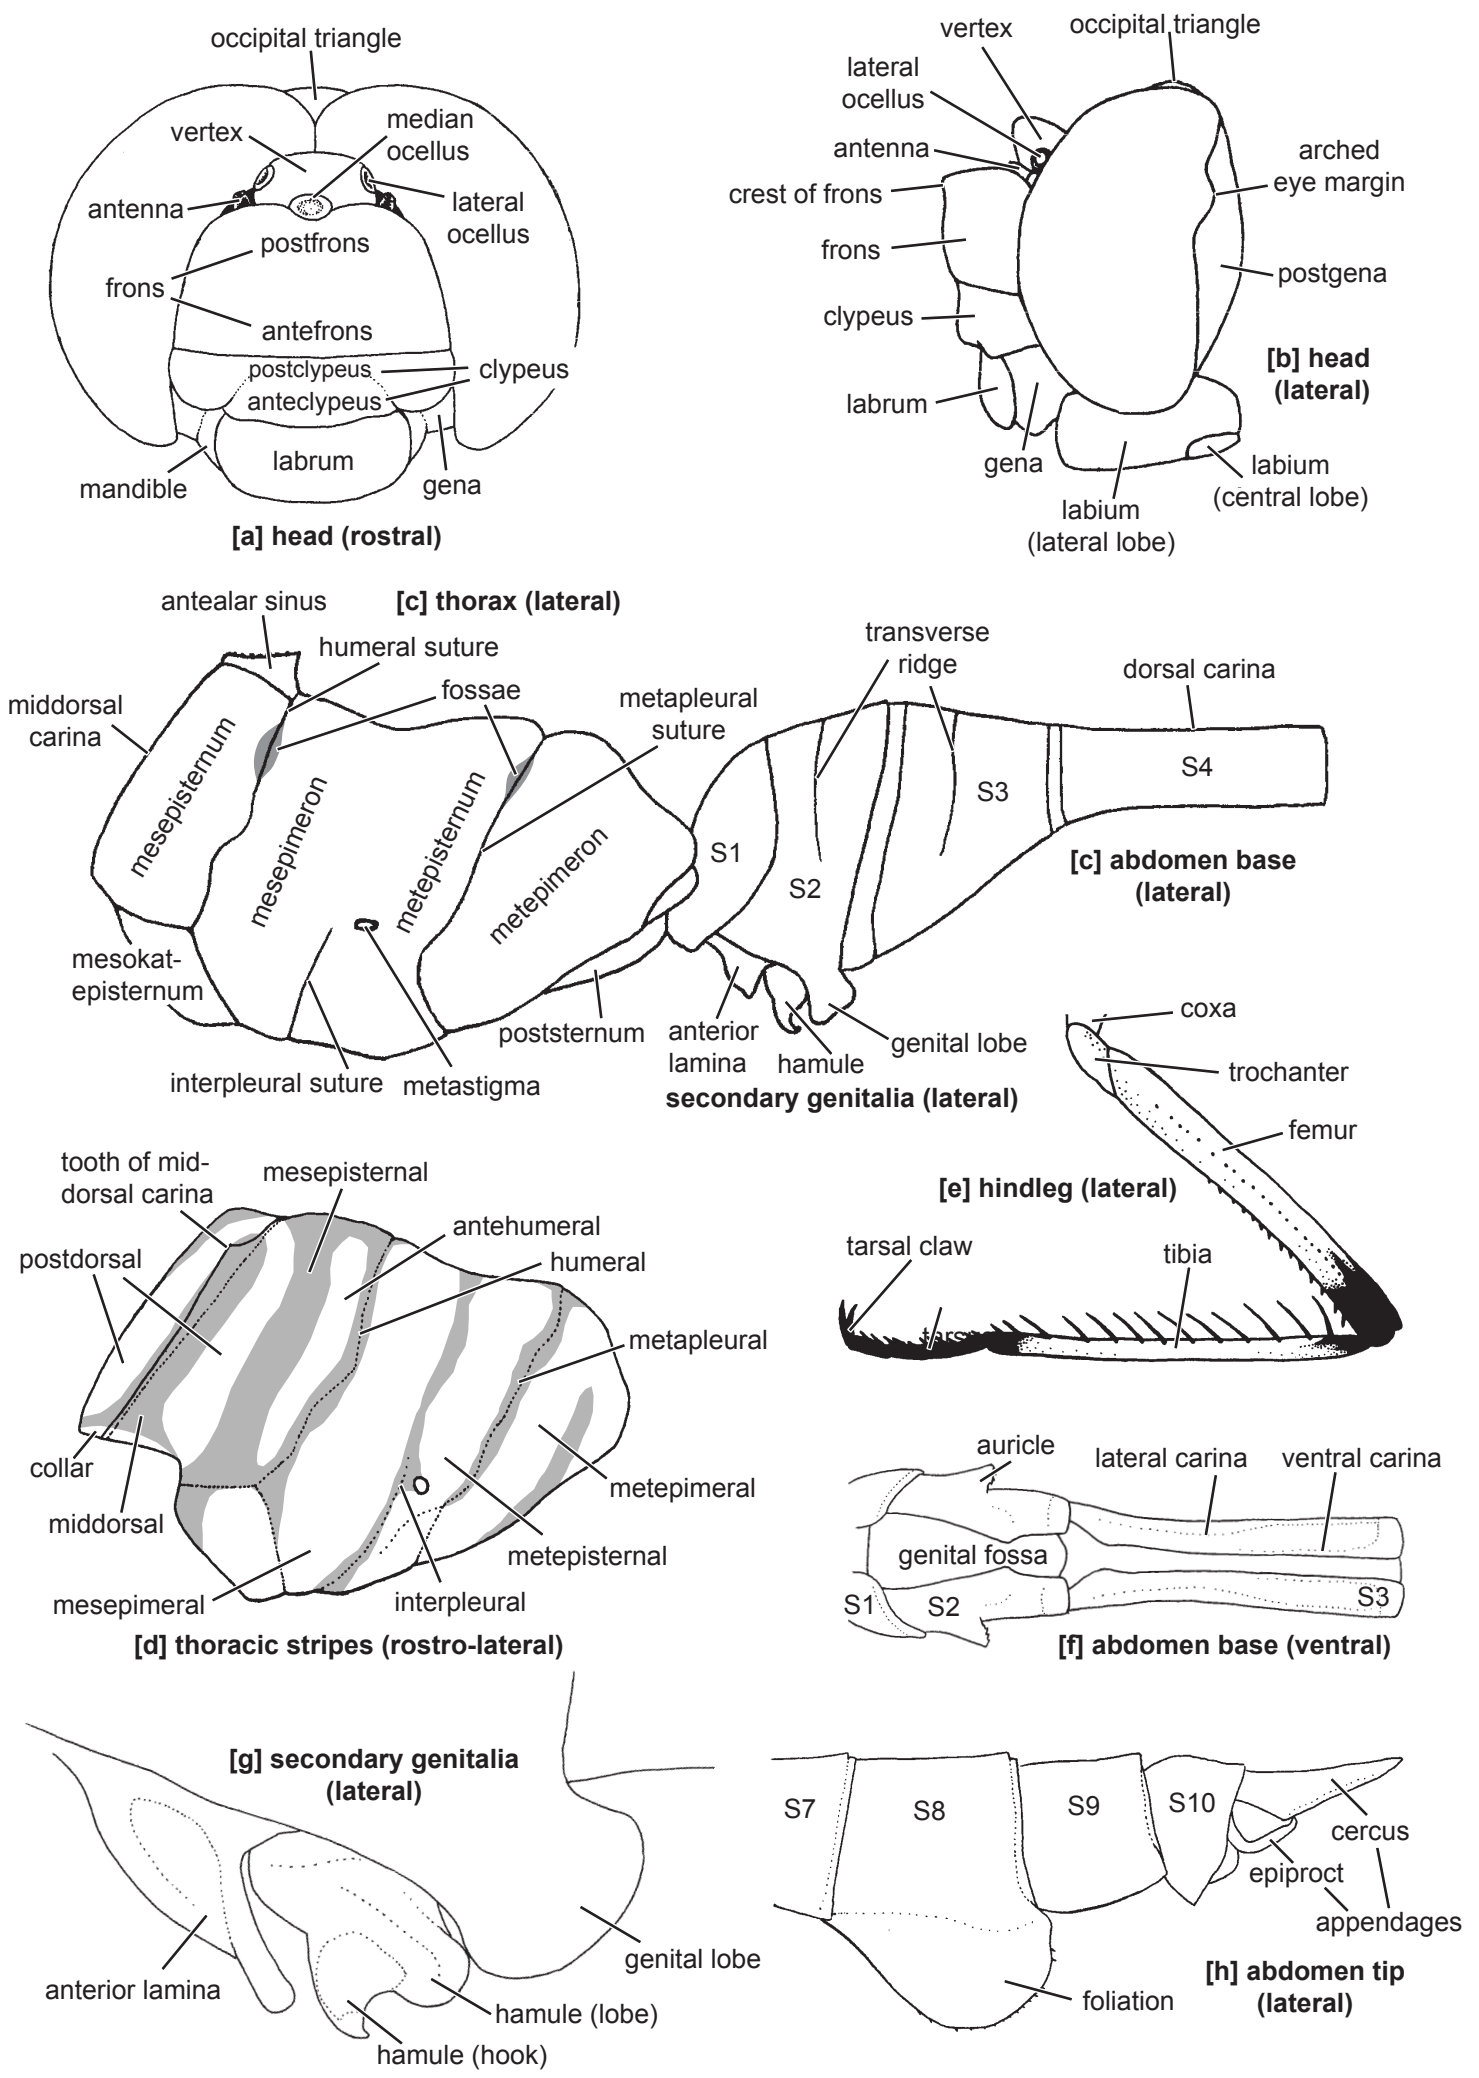 occipital triangle
vertex
median
ocellus
antenna
lateral
ocellus
postfrons
frons
antefrons
postclypeus
clypeus
anteclypeus
labrum
mandible
gena
[a] head (rostral)
vertex
occipital triangle
lateral
ocellus
antenna
arched
eye margin
crest of frons
frons
postgena
clypeus
[b] head
(lateral)
labrum
gena
labium
(central lobe)
labium
(lateral lobe)
antealar sinus
[c] thorax (lateral)
humeral suture
fossae
metapleural
suture
middorsal
carina
mesepisternum
mesepimeron
metepisternum
metepimeron
mesokat-
episternum
poststernum
interpleural suture
metastigma
transverse
ridge
dorsal carina
S1
S2
S3
S4
[c] abdomen base
(lateral)
anterior
lamina
hamule
genital lobe
secondary genitalia (lateral)
coxa
trochanter
femur
[e] hindleg (lateral)
tarsal claw
tibia
tooth of mid-
dorsal carina
mesepisternal
antehumeral
postdorsal
humeral
metapleural
collar
middorsal
metepimeral
metepisternal
mesepimeral
interpleural
[d] thoracic stripes (rostro-lateral)
auricle
lateral carina
ventral carina
genital fossa
S1
S2
S3
[f] abdomen base (ventral)
[g] secondary genitalia
(lateral)
anterior lamina
genital lobe
hamule (lobe)
hamule (hook)
S7
S8
S9
S10
cercus
epiproct
appendages
[h] abdomen tip
(lateral)
foliation